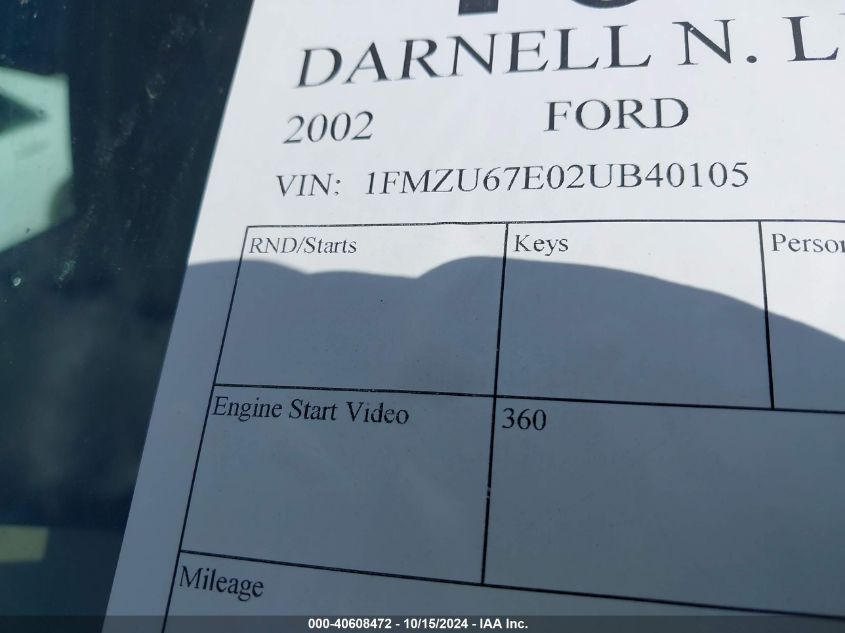 DARNELL N.
2002 FORD
VIN: 1FMZU67E02UB40105
RND/Starts Keys
Engine Start Video 360
Mileage
000-40608472 - 10/15/2024 - IAA Inc.